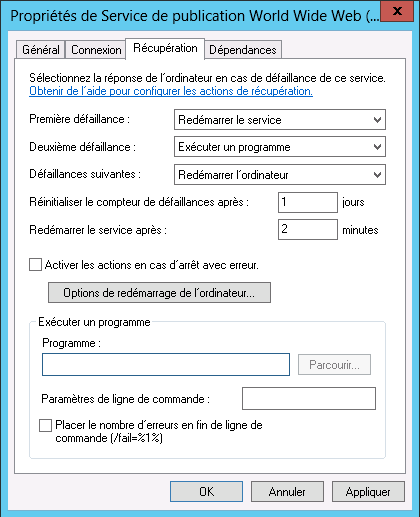 Propriétés de Service de publication World Wide Web (... x
Général Connexion Récupération Dépendances
Sélectionnez la réponse de l'ordinateur en cas de défaillance de ce service.
Obtenir de l'aide pour configurer les actions de récupération.
Première défaillance : Redémarrer le service
Deuxième défaillance : Exécuter un programme
Défaillances suivantes : Redémarrer l'ordinateur
Réinitialiser le compteur de défaillances après : 1 jours
Redémarrer le service après : 2 minutes
Activer les actions en cas d'arrêt avec erreur.
Options de redémarrage de l'ordinateur...
Exécuter un programme
Programme :
Parcourir...
Paramètres de ligne de commande :
Placer le nombre d'erreurs en fin de ligne de
commande (/fail=%1%)
OK Annuler Appliquer